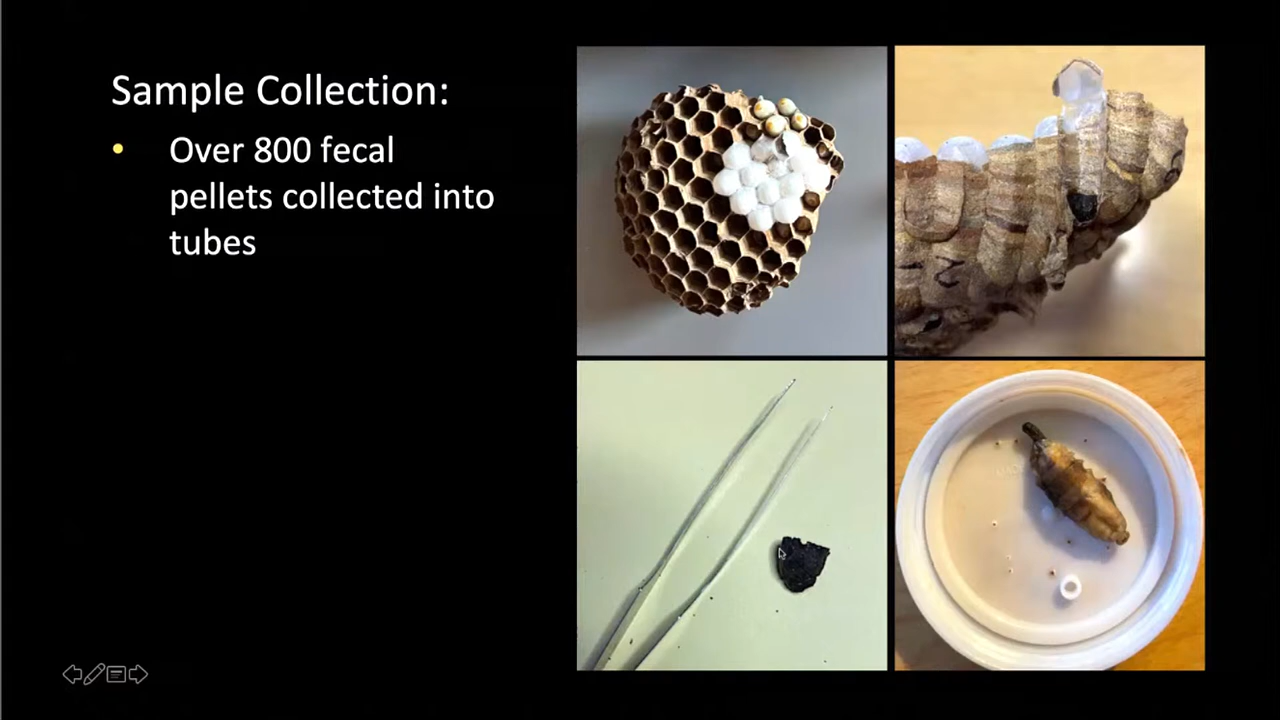 Sample Collection:
• Over 800 fecal
pellets collected into
tubes